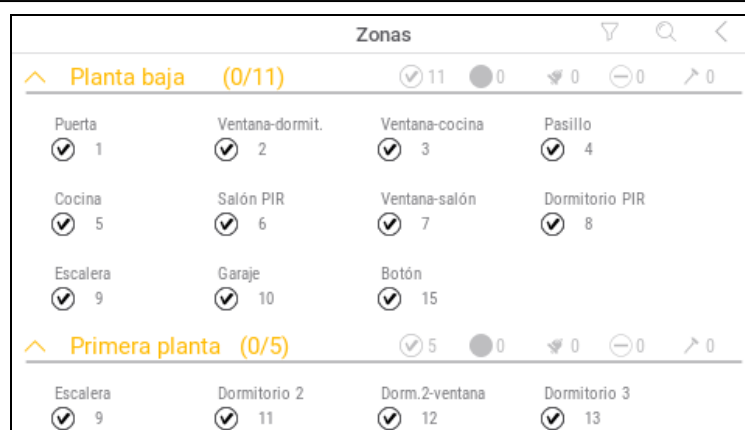 Zonas
Planta baja (0/11) 11 0 0 0 0
Puerta Ventana-dormit. Ventana-cocina Pasillo
1 2 3 4
Cocina Salón PIR Ventana-salón Dormitorio PIR
5 6 7 8
Escalera Garaje Botón
9 10 15
Primera planta (0/5) 5 0 0 0 0
Escalera Dormitorio 2 Dorm.2-ventana Dormitorio 3
9 11 12 13